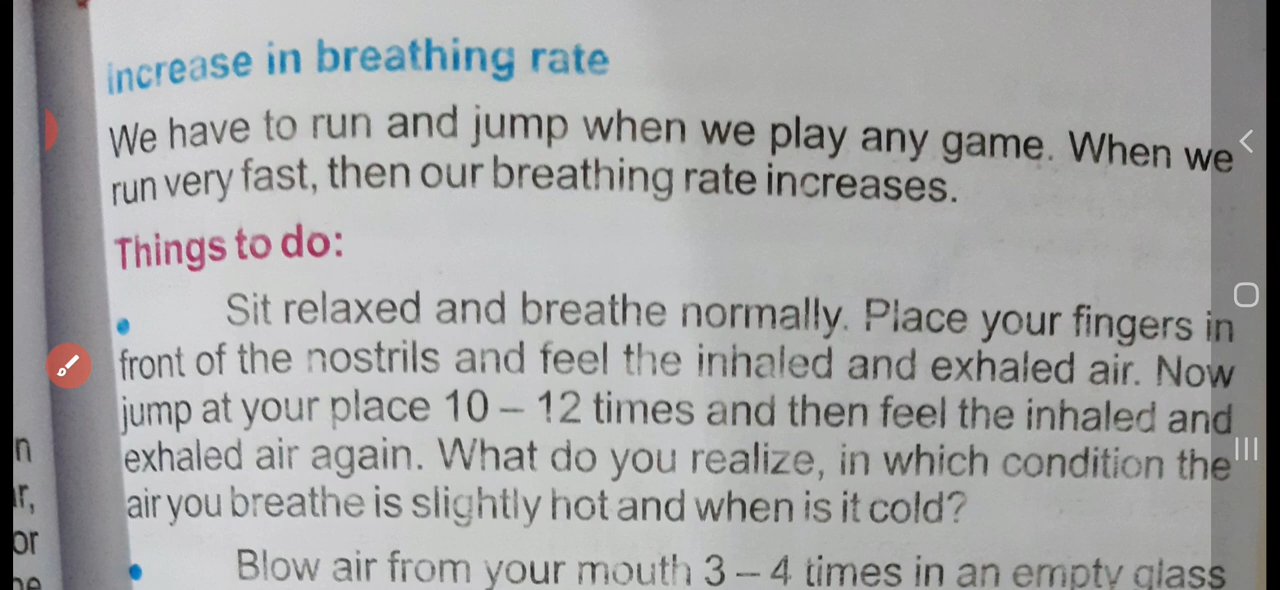 increase in breathing rate
We have to run and jump when we play any game. When we
run very fast, then our breathing rate increases.
Things to do:
• Sit relaxed and breathe normally. Place your fingers in
front of the nostrils and feel the inhaled and exhaled air. Now
jump at your place 10 – 12 times and then feel the inhaled and
exhaled air again. What do you realize, in which condition the
air you breathe is slightly hot and when is it cold?
• Blow air from your mouth 3 – 4 times in an empty glass